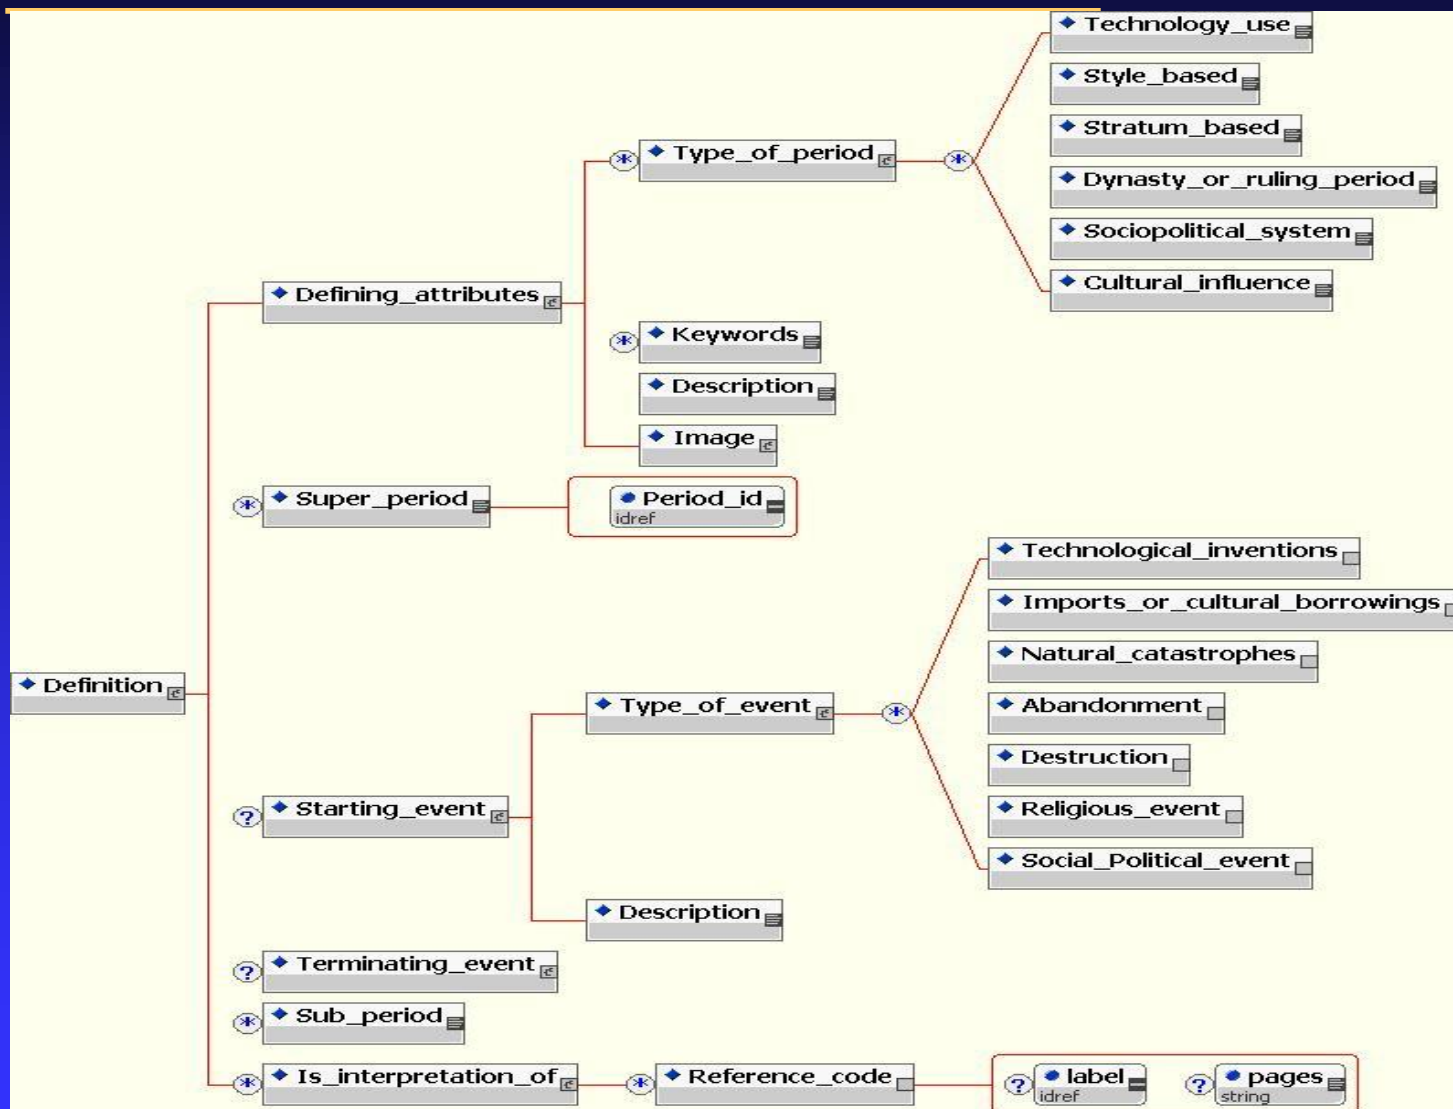 Technology_use
Style_based
Stratum_based
* Type_of_period *
Dynasty_or_ruling_period
Sociopolitical_system
Cultural_influence
Defining_attributes
* Keywords
Description
Image
* Super_period
Period_id
idref
Technological_inventions
Imports_or_cultural_borrowings
Natural_catastrophes
Definition
Type_of_event *
Abandonment
Destruction
? Starting_event
Religious_event
Social_Political_event
Description
? Terminating_event
* Sub_period
* Is_interpretation_of * Reference_code ? label ? pages
idref string